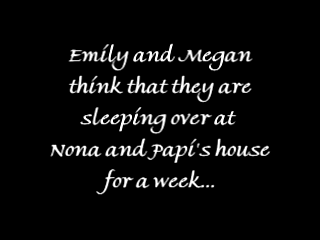 Emily and Megan
think that they are
sleeping over at
Nona and Papi's house
for a week...